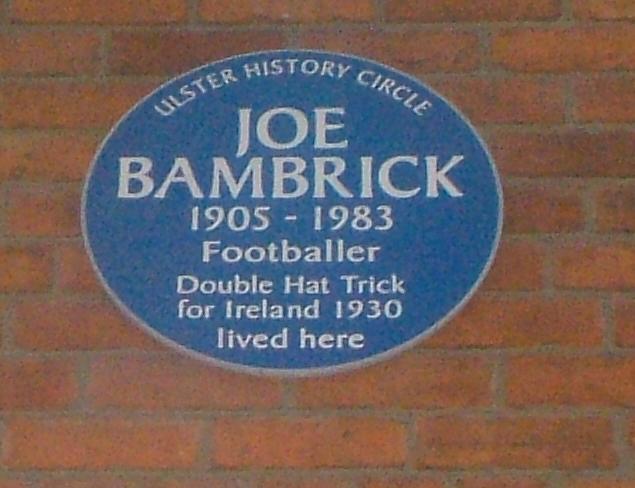 ULSTER HISTORY CIRCLE
JOE
BAMBRICK
1905 - 1983
Footballer
Double Hat Trick
for Ireland 1930
lived here